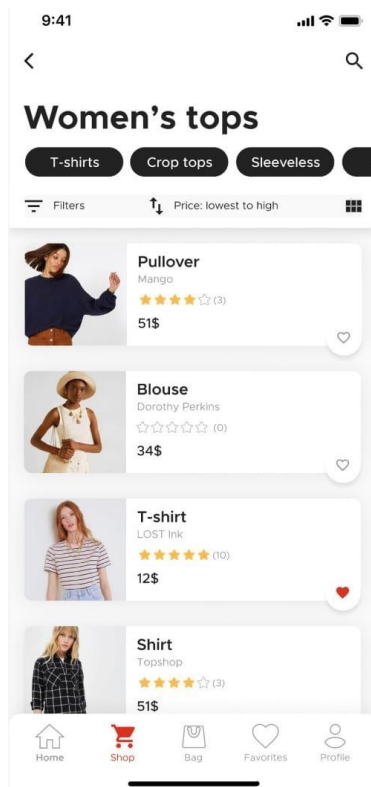 9:41
Women's tops
T-shirts Crop tops Sleeveless
Filters Price: lowest to high
Pullover
Mango
(3)
51$
Blouse
Dorothy Perkins
(0)
34$
T-shirt
LOST Ink
(10)
12$
Shirt
Topshop
(3)
51$
Home Shop Bag Favorites Profile